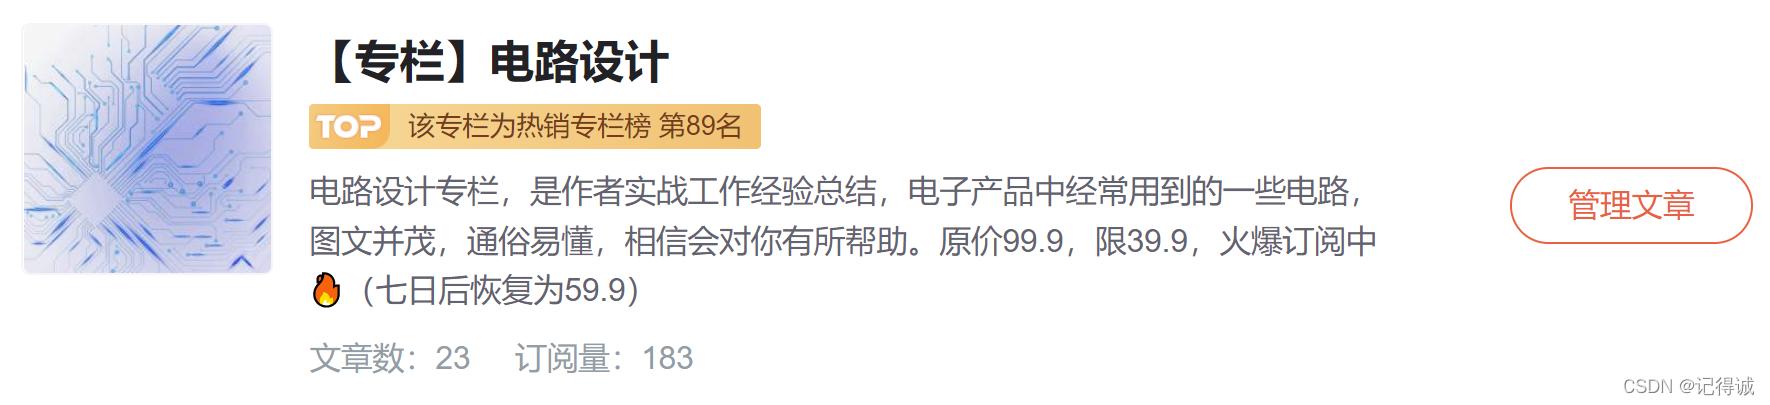 【专栏】电路设计
TOP 该专栏为热销专栏榜 第89名
电路设计专栏，是作者实战工作经验总结，电子产品中经常用到的一些电路，
图文并茂，通俗易懂，相信会对你有所帮助。原价99.9，限39.9，火爆订阅中
🔥（七日后恢复为59.9）
管理文章
文章数：23 订阅量：183
CSDN @记得诚